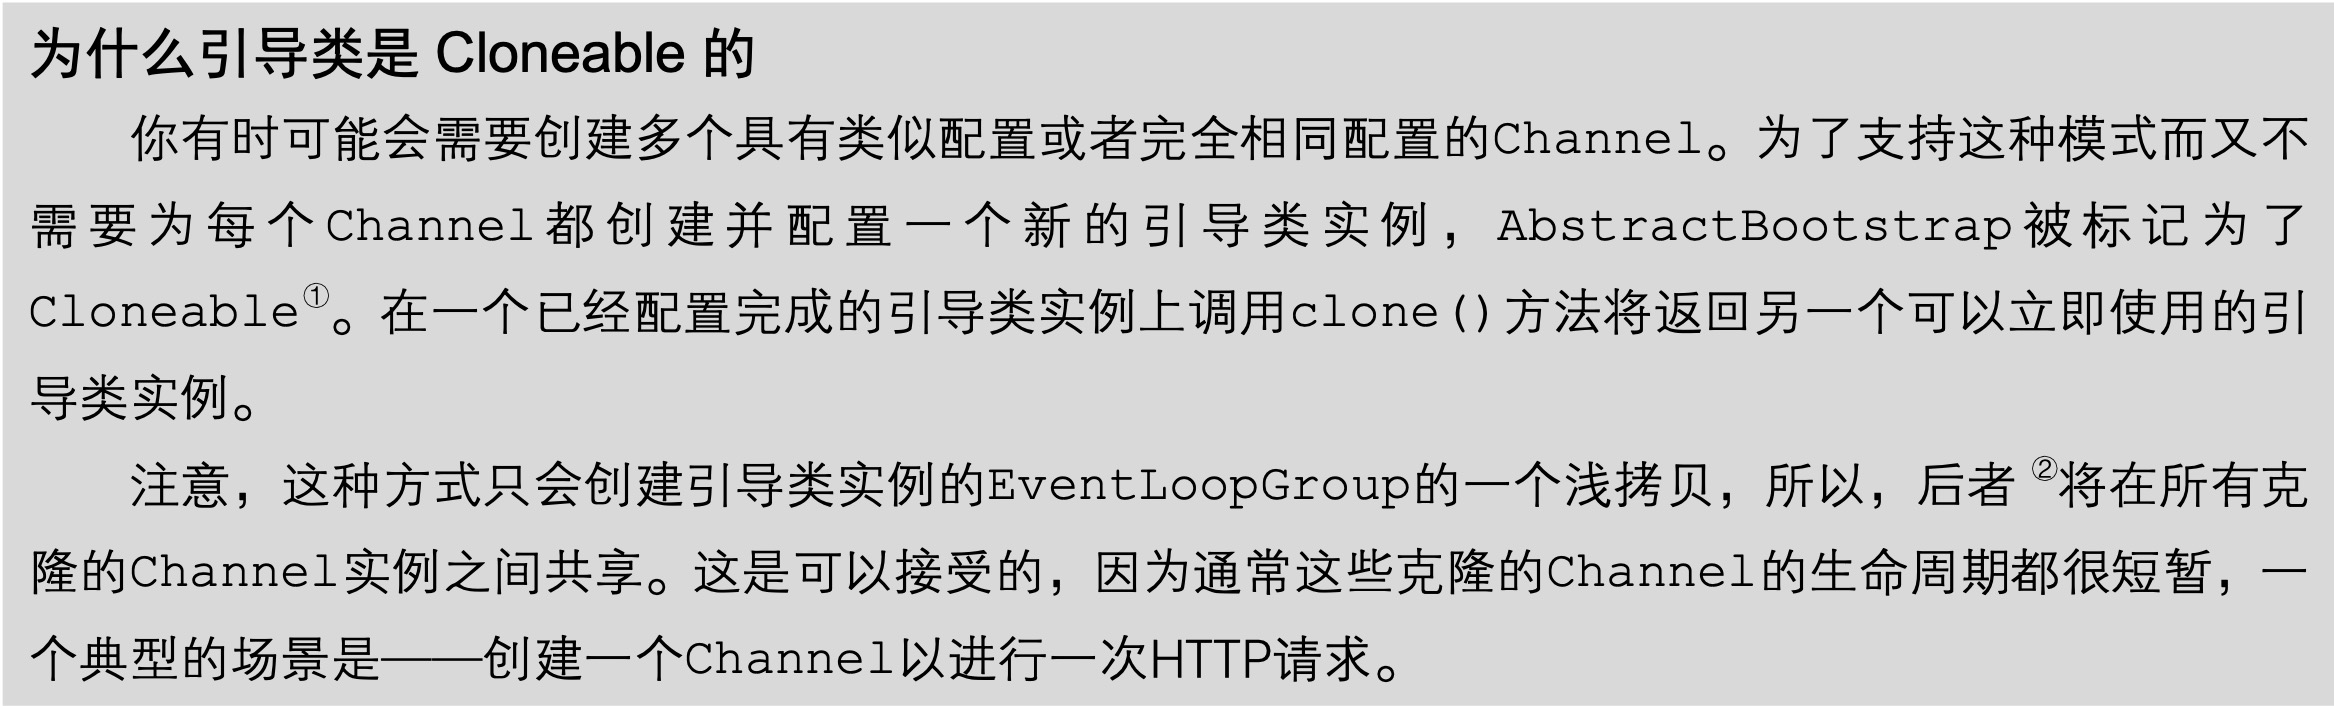 为什么引导类是 Cloneable 的
你有时可能会需要创建多个具有类似配置或者完全相同配置的Channel。为了支持这种模式而又不
需要为每个Channel都创建并配置一个新的引导类实例，AbstractBootstrap被标记为了
Cloneable①。在一个已经配置完成的引导类实例上调用clone()方法将返回另一个可以立即使用的引
导类实例。
注意，这种方式只会创建引导类实例的EventLoopGroup的一个浅拷贝，所以，后者 ②将在所有克
隆的Channel实例之间共享。这是可以接受的，因为通常这些克隆的Channel的生命周期都很短暂，一
个典型的场景是——创建一个Channel以进行一次HTTP请求。